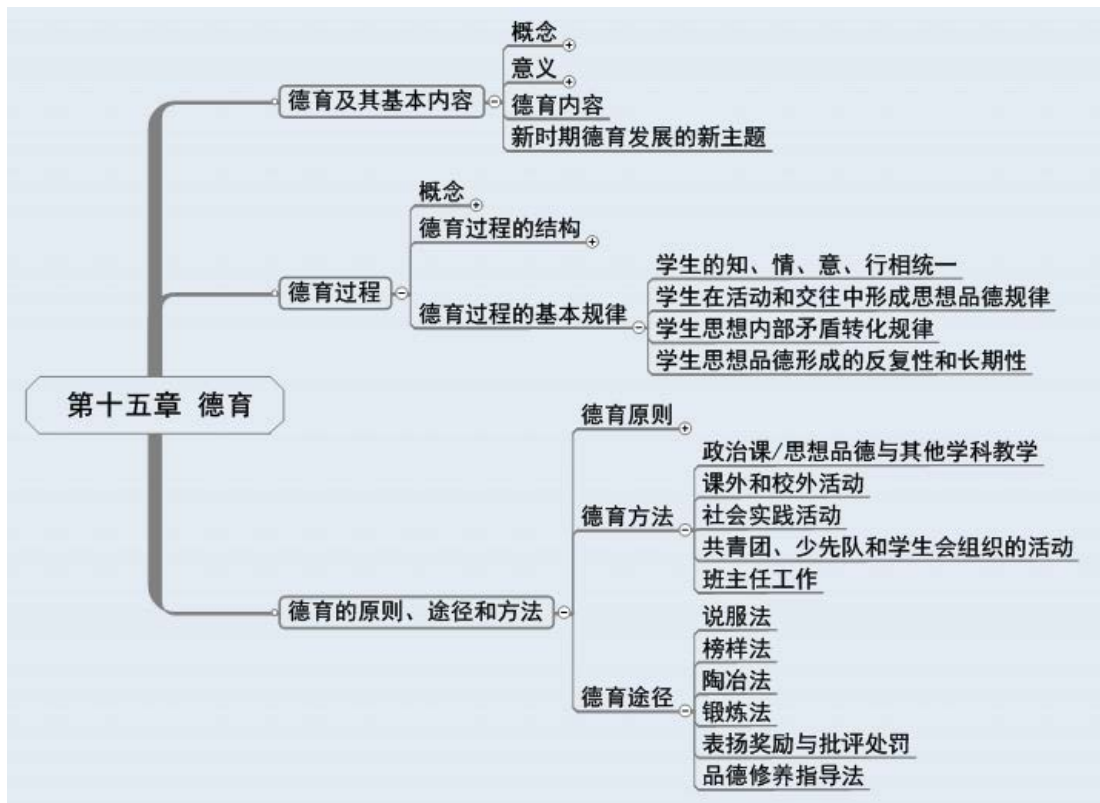 第十五章 德育
德育及其基本内容
概念
意义
德育内容
新时期德育发展的新主题
德育过程
概念
德育过程的结构
德育过程的基本规律
学生的知、情、意、行相统一
学生在活动和交往中形成思想品德规律
学生思想内部矛盾转化规律
学生思想品德形成的反复性和长期性
德育的原则、途径和方法
德育原则
德育方法
政治课/思想品德与其他学科教学
课外和校外活动
社会实践活动
共青团、少先队和学生会组织的活动
班主任工作
德育途径
说服法
榜样法
陶冶法
锻炼法
表扬奖励与批评处罚
品德修养指导法